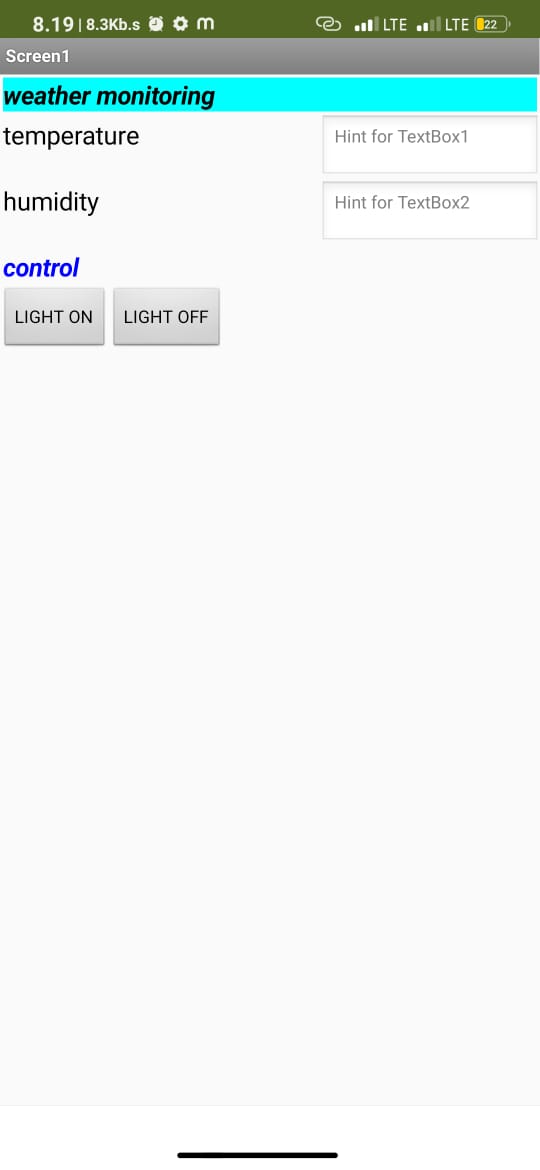 8.19 | 8.3Kb.s m LTE LTE 22
Screen1
weather monitoring
temperature Hint for TextBox1
humidity Hint for TextBox2
control
LIGHT ON LIGHT OFF